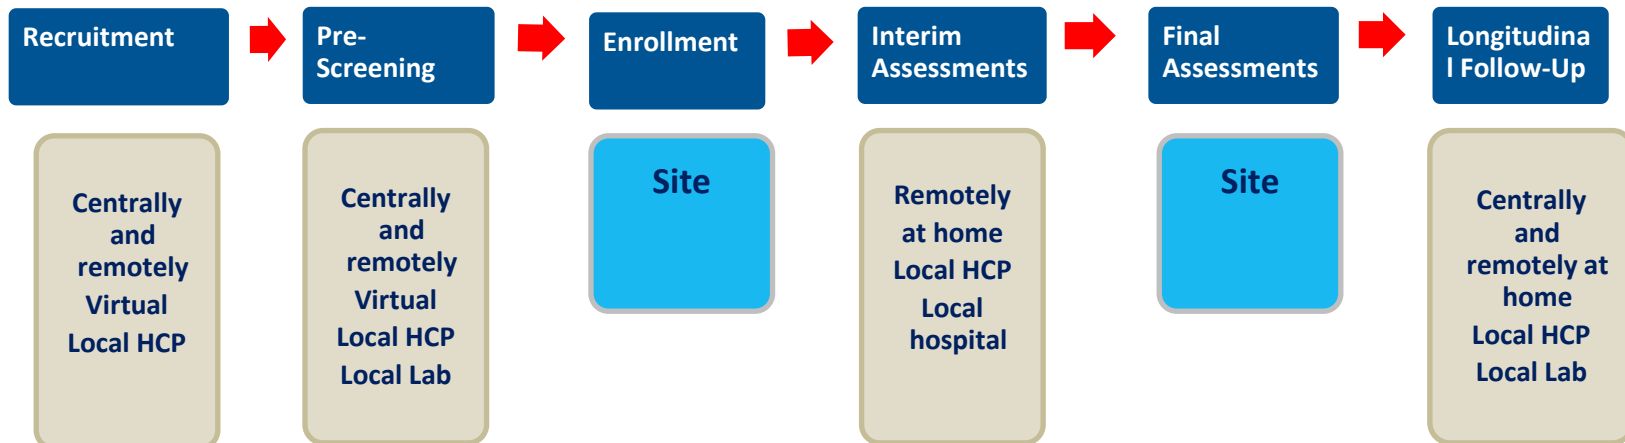 Recruitment
Pre-
Screening
Enrollment
Interim
Assessments
Final
Assessments
Longitudina
l Follow-Up
Centrally
and
remotely
Virtual
Local HCP
Centrally
and
remotely
Virtual
Local HCP
Local Lab
Site
Remotely
at home
Local HCP
Local
hospital
Site
Centrally
and
remotely at
home
Local HCP
Local Lab